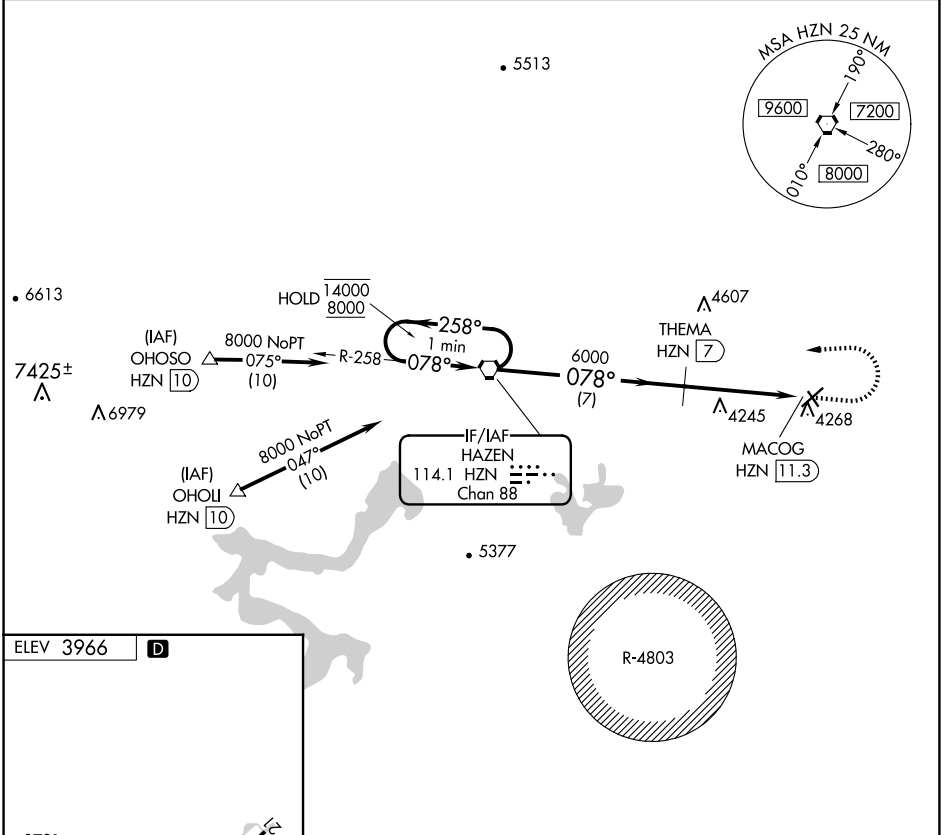 MSA HZN 25 NM
190°
9600
7200
280°
010°
8000
5513
6613
HOLD 14000
8000
258°
1 min
R-258
078°
4607
THEMA
HZN 7
(IAF)
OHOSO
HZN 10
8000 NoPT
075°
(10)
6000
078°
(7)
7425±
6979
4245
4268
MACOG
HZN 11.3
8000 NoPT
047°
(10)
(IAF)
OHOLI
HZN 10
IF/IAF
HAZEN
114.1 HZN
Chan 88
5377
R-4803
ELEV 3966 D
21